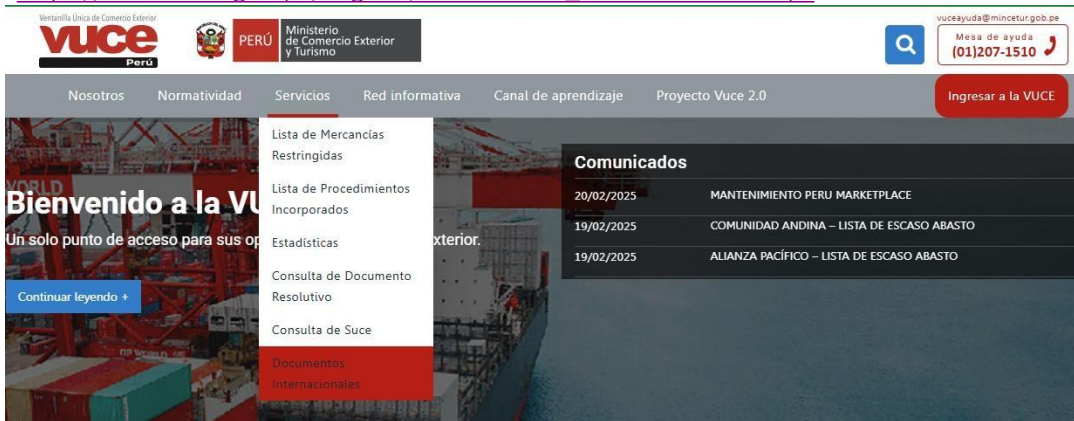 Ventanilla Única de Comercio Exterior
vuce
Perú
PERÚ
Ministerio
de Comercio Exterior
y Turismo
vuceayuda@mincetur.gob.pe
Mesa de ayuda
(01)207-1510
Nosotros Normatividad Servicios Red informativa Canal de aprendizaje Proyecto Vuce 2.0 Ingresar a la VUCE
Lista de Mercancías
Restringidas
Lista de Procedimientos
Incorporados
Estadísticas
Consulta de Documento
Resolutivo
Consulta de Suce
Documentos
Internacionales
Bienvenido a la VU
Un solo punto de acceso para sus op xterior.
Continuar leyendo +
Comunicados
20/02/2025 MANTENIMIENTO PERU MARKETPLACE
19/02/2025 COMUNIDAD ANDINA – LISTA DE ESCASO ABASTO
19/02/2025 ALIANZA PACÍFICO – LISTA DE ESCASO ABASTO